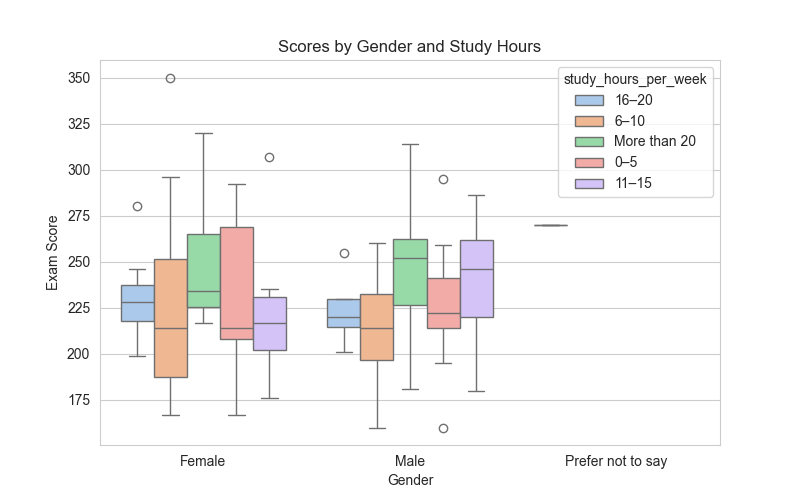 Scores by Gender and Study Hours
study_hours_per_week
16–20
6–10
More than 20
0–5
11–15
Exam Score
350
325
300
275
250
225
200
175
Female
Male
Prefer not to say
Gender